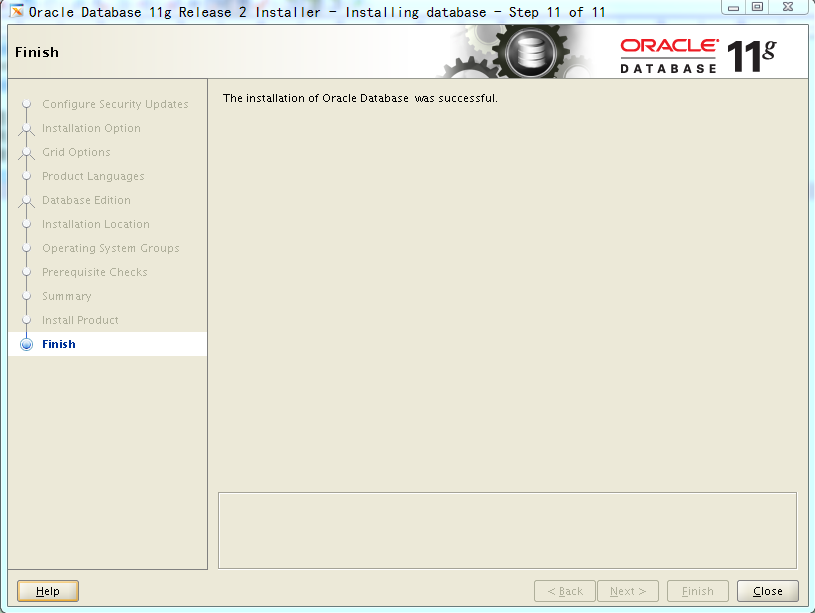 Oracle Database 11g Release 2 Installer - Installing database - Step 11 of 11
Finish
ORACLE
DATABASE
11g
Configure Security Updates
Installation Option
Grid Options
Product Languages
Database Edition
Installation Location
Operating System Groups
Prerequisite Checks
Summary
Install Product
Finish
The installation of Oracle Database was successful.
Help
< Back
Next >
Finish
Close